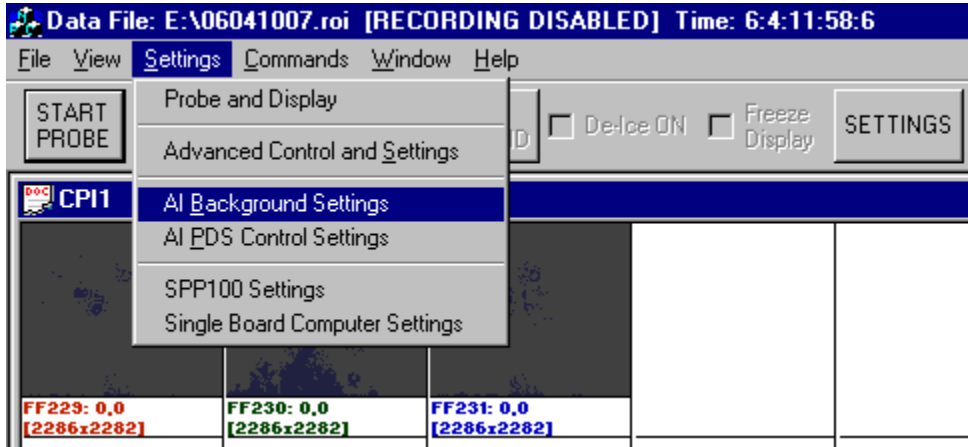 Data File: E:\06041007.roi [RECORDING DISABLED] Time: 6:4:11:58:6
File View Settings Commands Window Help
START
PROBE
De-Ice ON
Freeze
Display
SETTINGS
Probe and Display
Advanced Control and Settings
AI Background Settings
AI PDS Control Settings
SPP100 Settings
Single Board Computer Settings
DOC
CPI1
FF229: 0,0
[2286x2282]
FF230: 0,0
[2286x2282]
FF231: 0,0
[2286x2282]